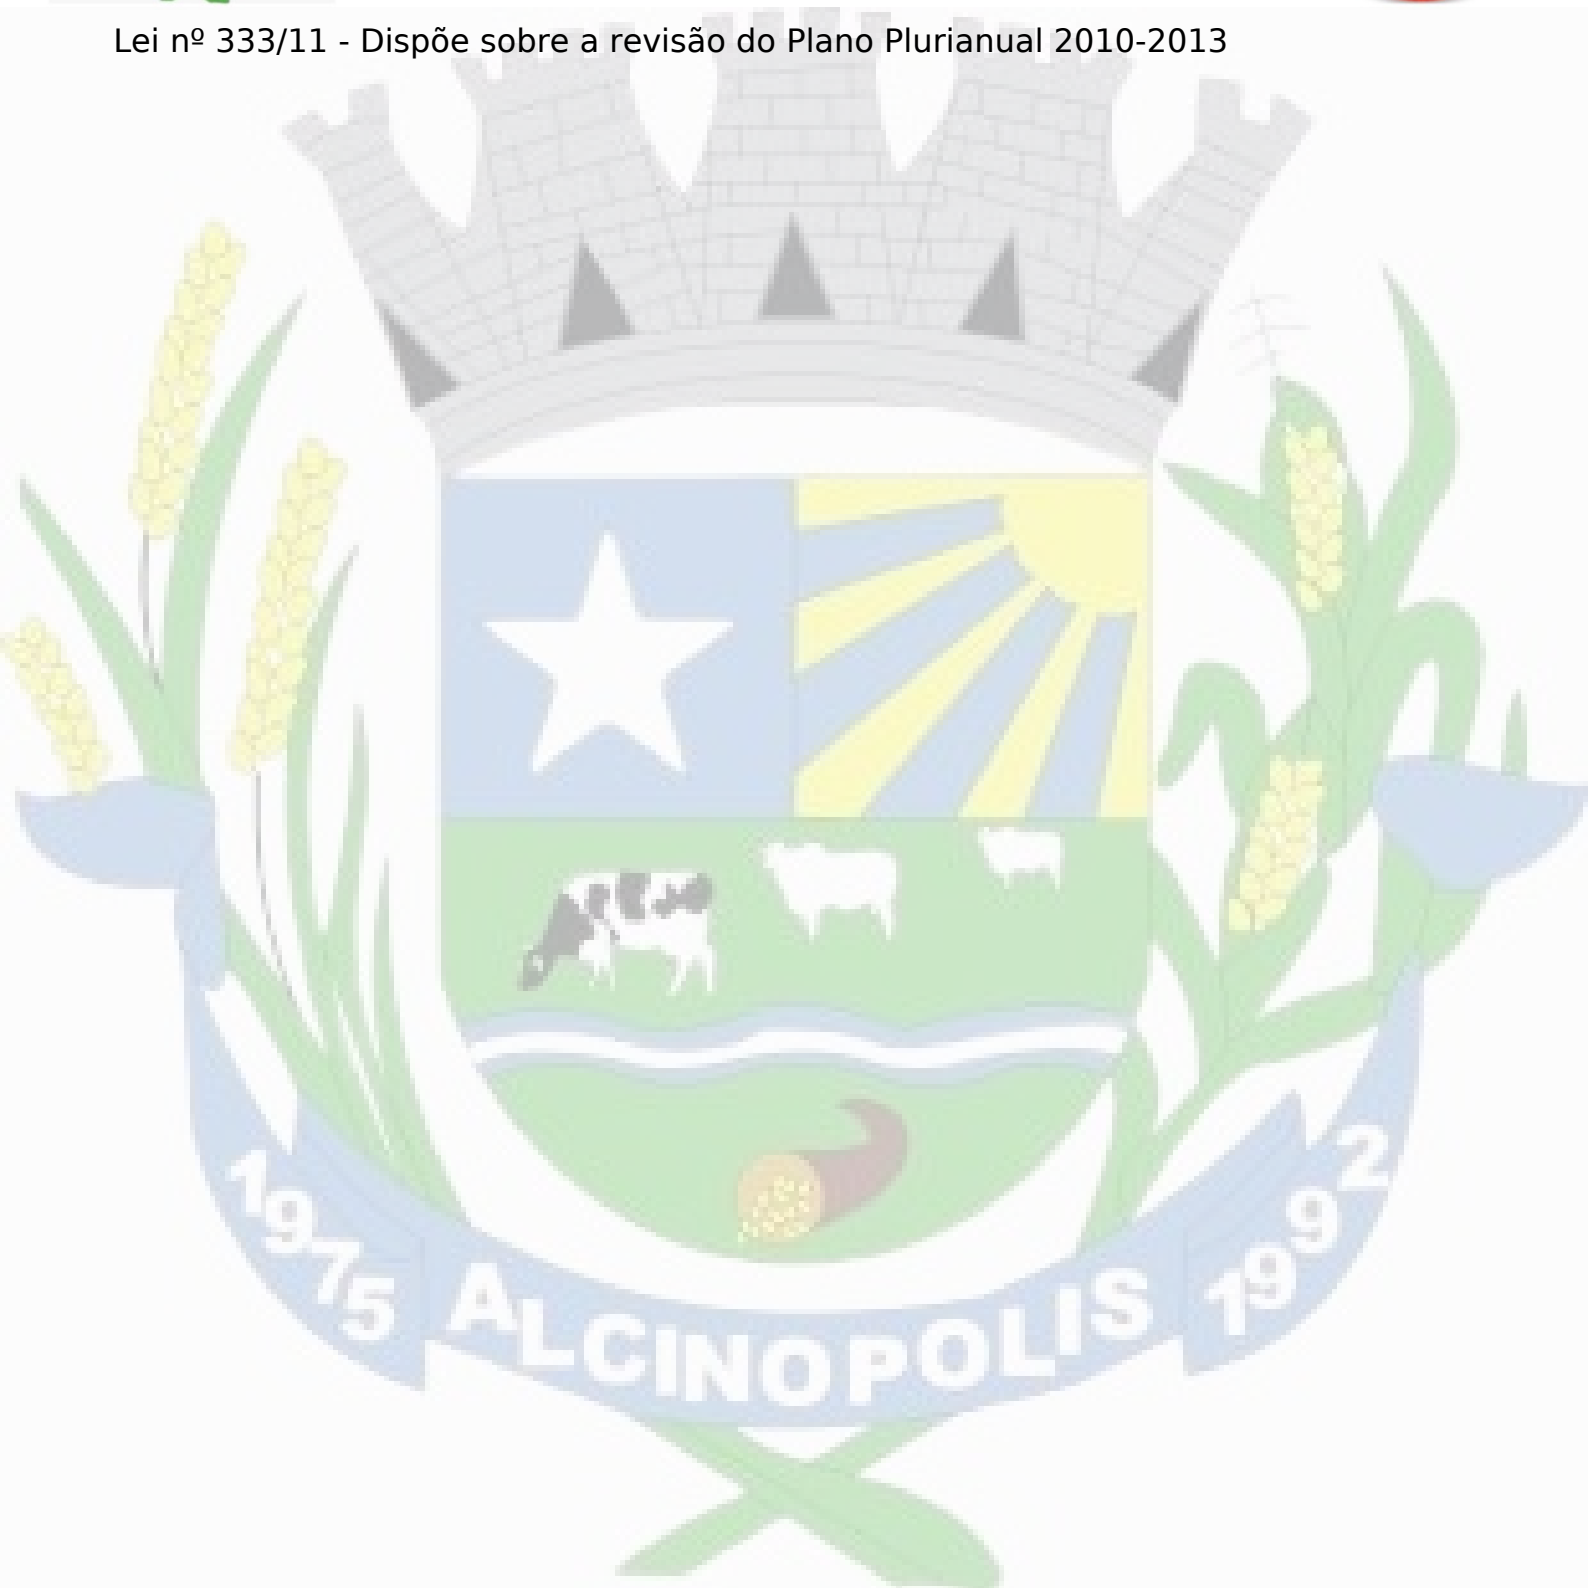 Lei nº 333/11 - Dispõe sobre a revisão do Plano Plurianual 2010-2013
1975
ALCINOPOLIS
1992